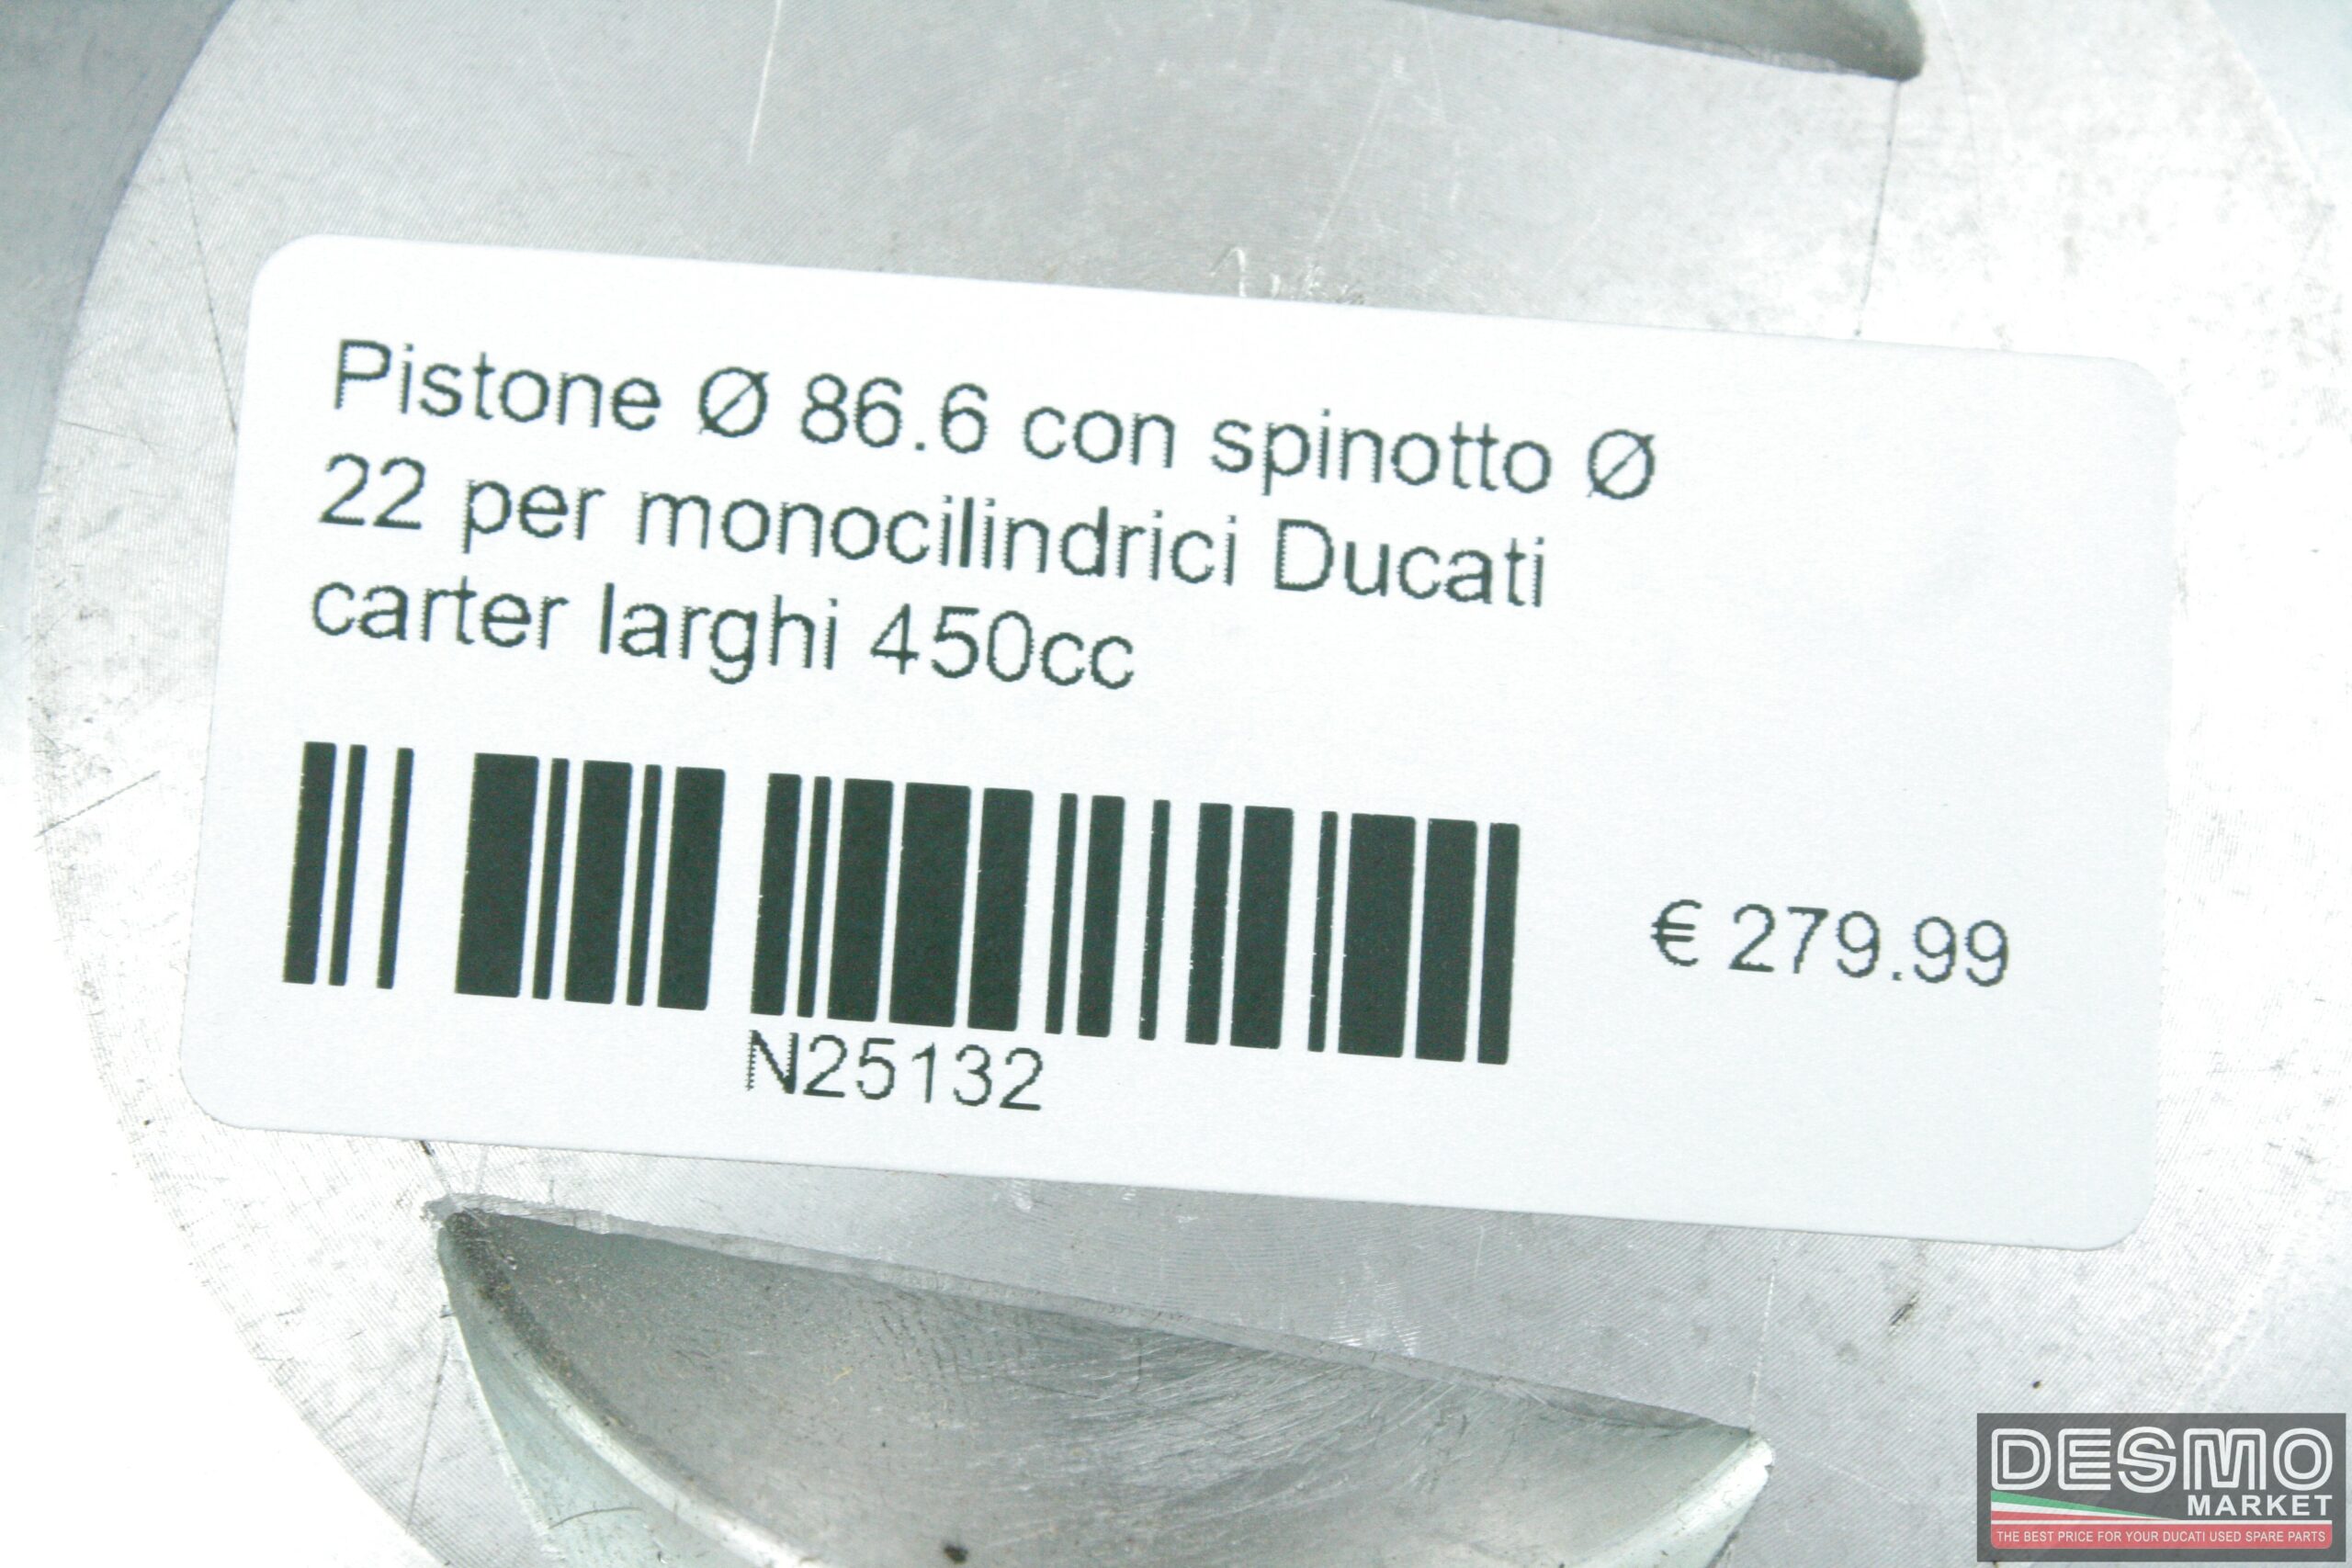 Pistone Ø 86.6 con spinotto Ø
22 per monocilindrici Ducati
carter larghi 450cc
€ 279.99
N25132
DESMO
MARKET
THE BEST PRICE FOR YOUR DUCATI USED SPARE PARTS